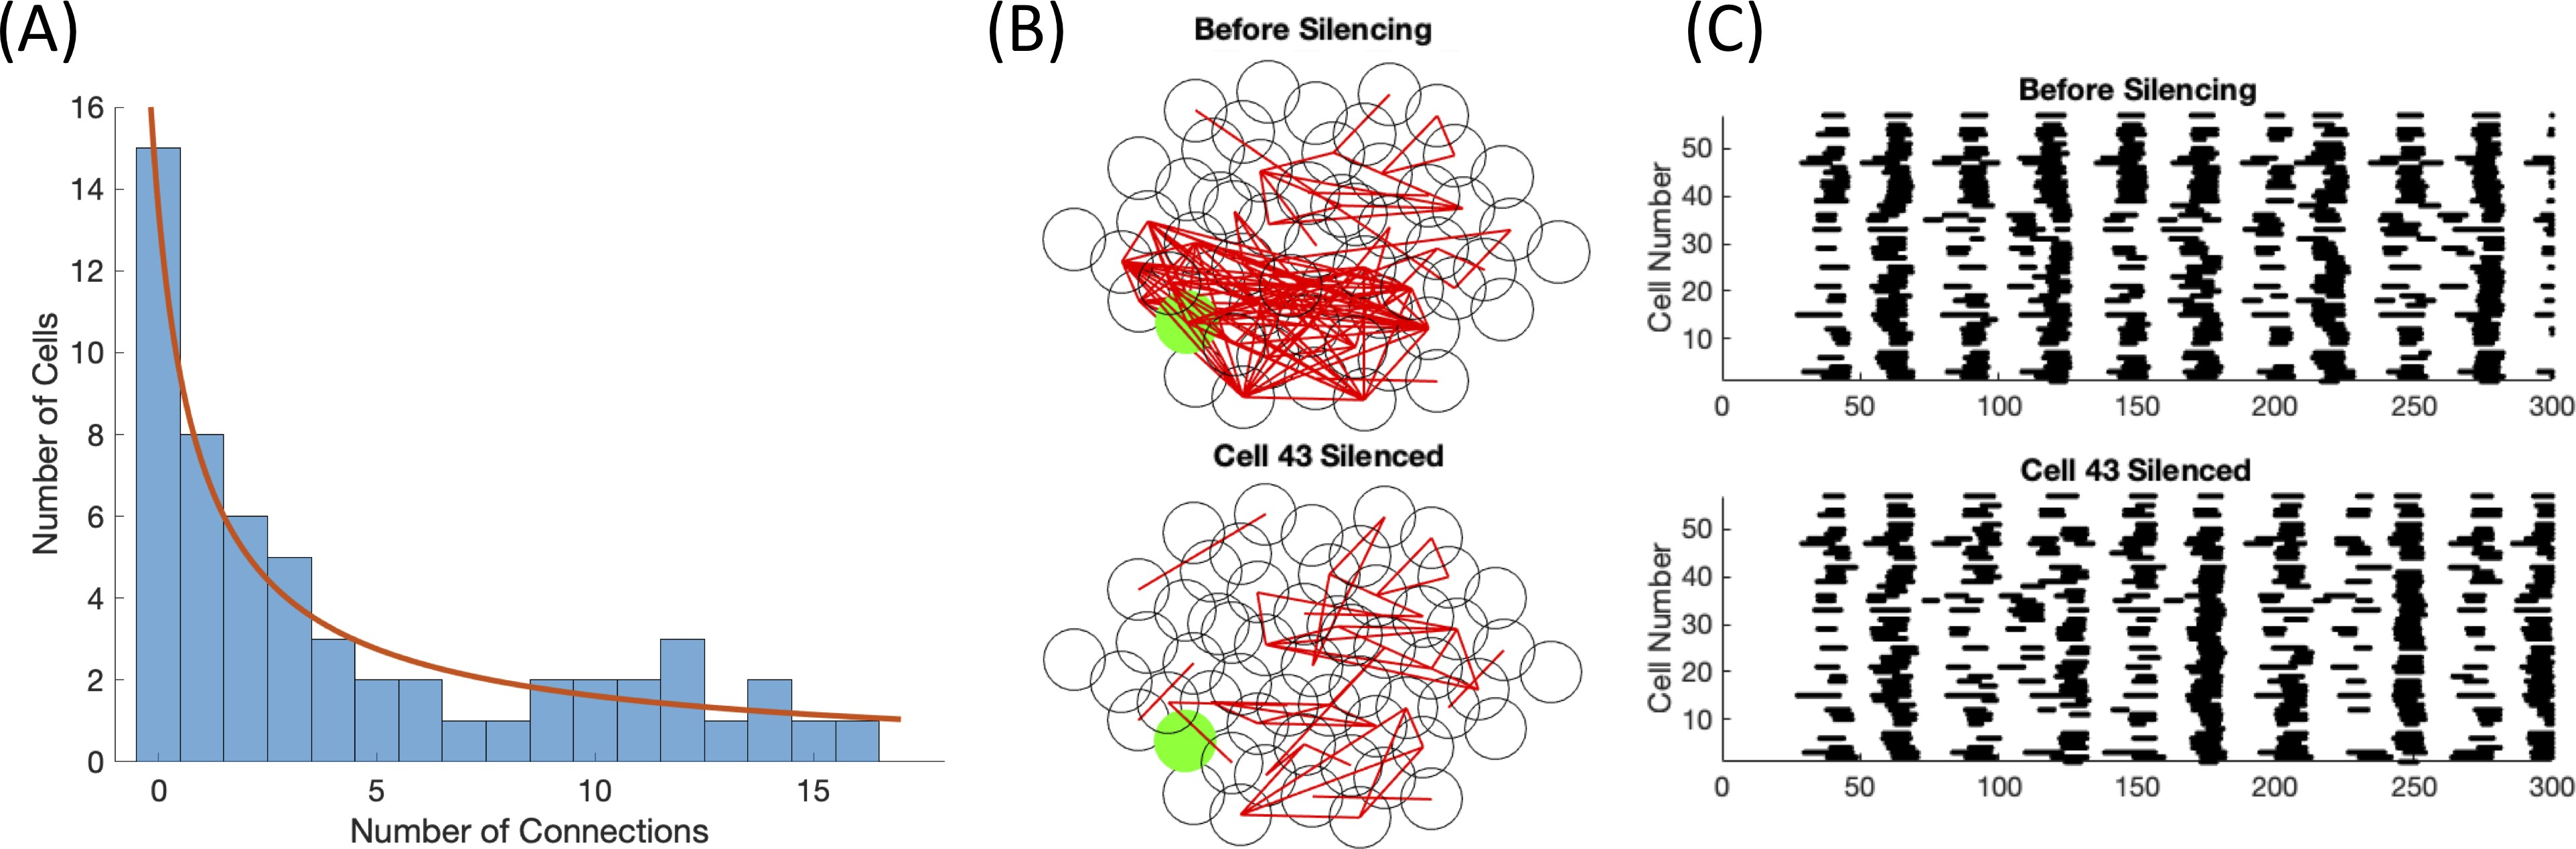 (A)
16
14
12
10
8
6
4
2
0
Number of Cells
0 5 10 15
Number of Connections
(B)
Before Silencing
Cell 43 Silenced
(C)
Before Silencing
50
40
30
20
10
Cell Number
0 50 100 150 200 250 300
Cell 43 Silenced
50
40
30
20
10
Cell Number
0 50 100 150 200 250 300